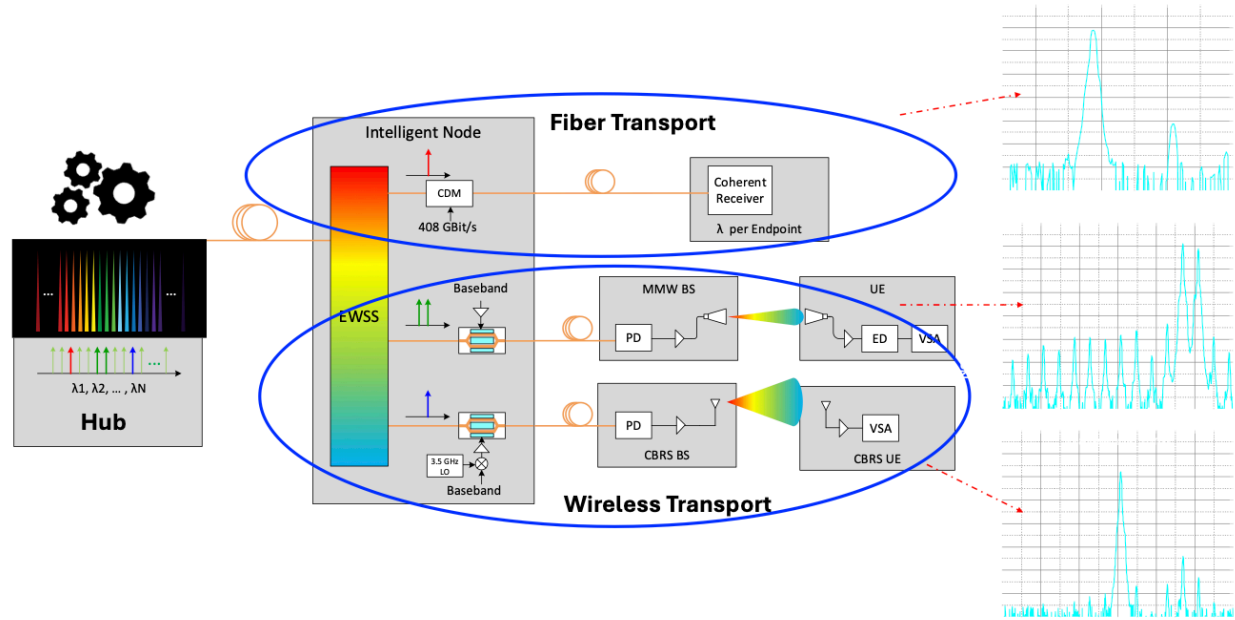 ...
...
...
λ1, λ2, ... , λN
Hub
Intelligent Node
EWSS
CDM
408 GBit/s
Fiber Transport
Coherent
Receiver
λ per Endpoint
Baseband
MMW BS
PD
UE
ED
VSA
3.5 GHz
LO
Baseband
PD
CBRS BS
VSA
CBRS UE
Wireless Transport